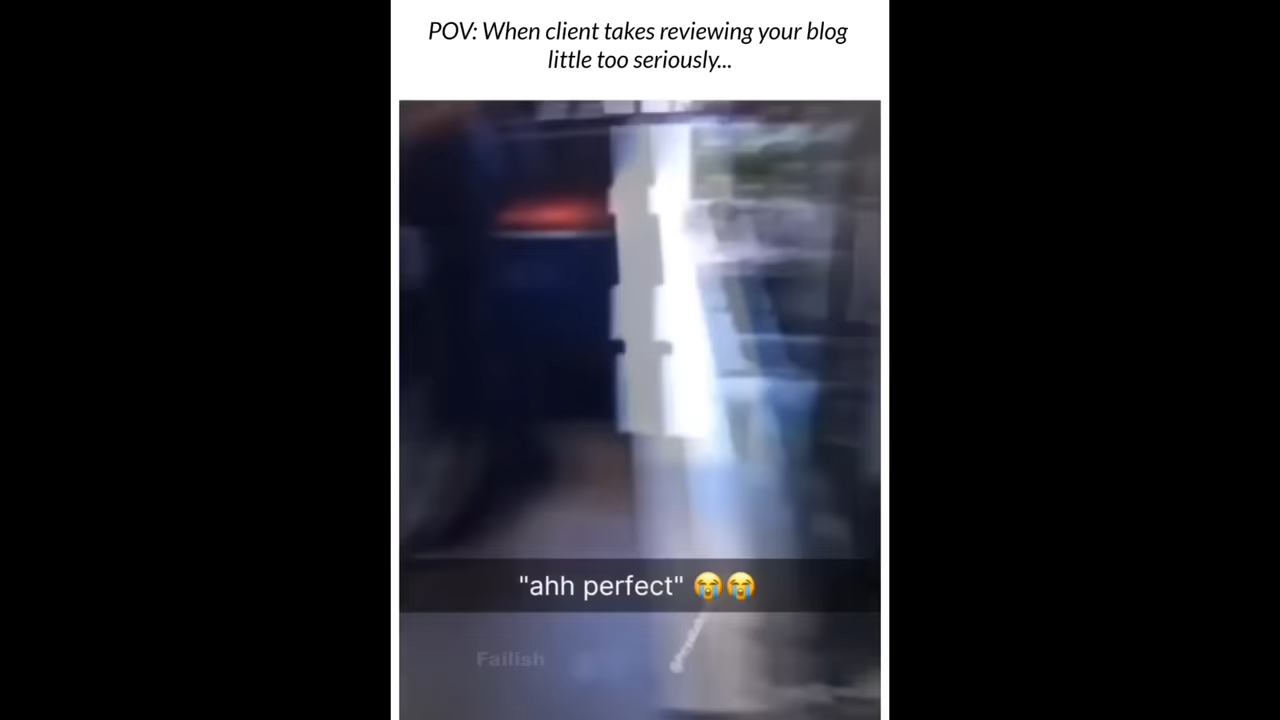 POV: When client takes reviewing your blog
little too seriously...
"ahh perfect" 😭😭
Failish